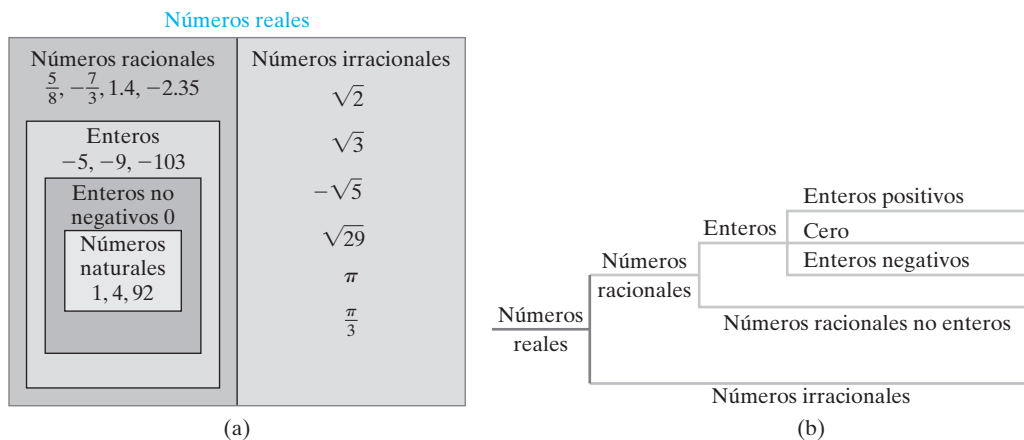 Números reales
Números racionales
5/8, −7/3, 1.4, −2.35
Enteros
−5, −9, −103
Enteros no
negativos 0
Números
naturales
1, 4, 92
Números irracionales
√2
√3
−√5
√29
π
π/3
(a)
Números
reales
Números
racionales
Enteros
Enteros positivos
Cero
Enteros negativos
Números racionales no enteros
Números irracionales
(b)